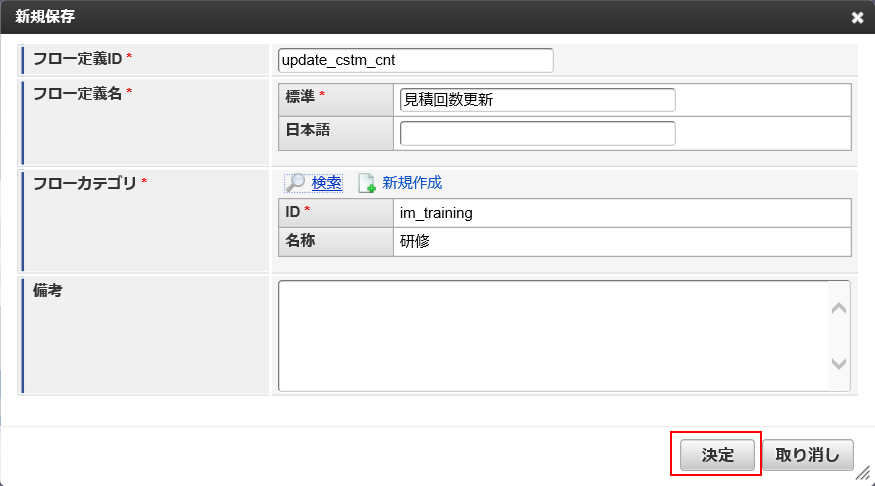 新規保存
フロー定義ID *
update_cstm_cnt
フロー定義名 *
標準 *
見積回数更新
日本語
フローカテゴリ *
検索 新規作成
ID *
im_training
名称
研修
備考
決定 取り消し